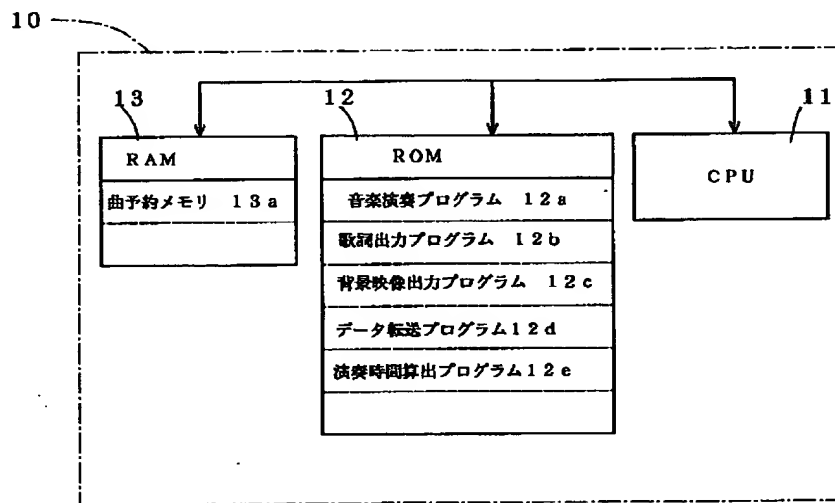 10
13
RAM
曲予約メモリ 13a
12
ROM
音楽演奏プログラム 12a
歌詞出力プログラム 12b
背景映像出力プログラム 12c
データ転送プログラム12d
演奏時間算出プログラム12e
11
CPU